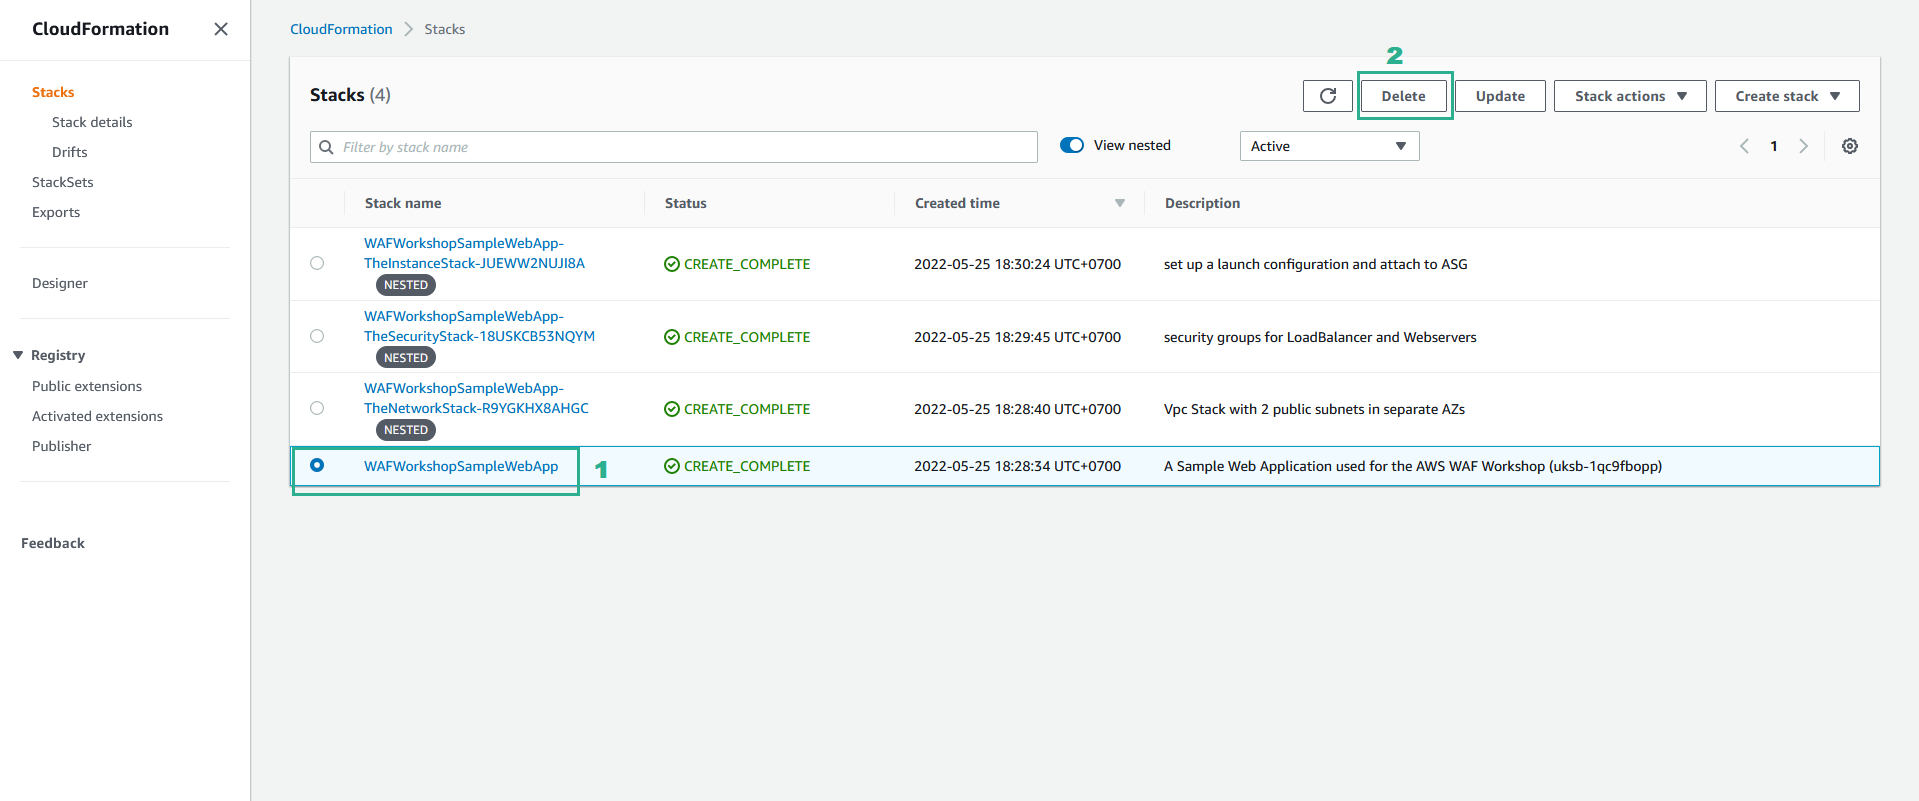 CloudFormation
Stacks
Stack details
Drifts
StackSets
Exports
Designer
Registry
Public extensions
Activated extensions
Publisher
Feedback
CloudFormation > Stacks
2
Stacks (4)
Delete
Update
Stack actions
Create stack
Filter by stack name
View nested
Active
1
Stack name Status Created time Description
WAFWorkshopSampleWebApp-
TheInstanceStack-JUEWW2NUJI8A
NESTED
CREATE_COMPLETE 2022-05-25 18:30:24 UTC+0700 set up a launch configuration and attach to ASG
WAFWorkshopSampleWebApp-
TheSecurityStack-18USKCB53NQYM
NESTED
CREATE_COMPLETE 2022-05-25 18:29:45 UTC+0700 security groups for LoadBalancer and Webservers
WAFWorkshopSampleWebApp-
TheNetworkStack-R9YGKHX8AHGC
NESTED
CREATE_COMPLETE 2022-05-25 18:28:40 UTC+0700 Vpc Stack with 2 public subnets in separate AZs
WAFWorkshopSampleWebApp 1 CREATE_COMPLETE 2022-05-25 18:28:34 UTC+0700 A Sample Web Application used for the AWS WAF Workshop (uksb-1qc9fbopp)